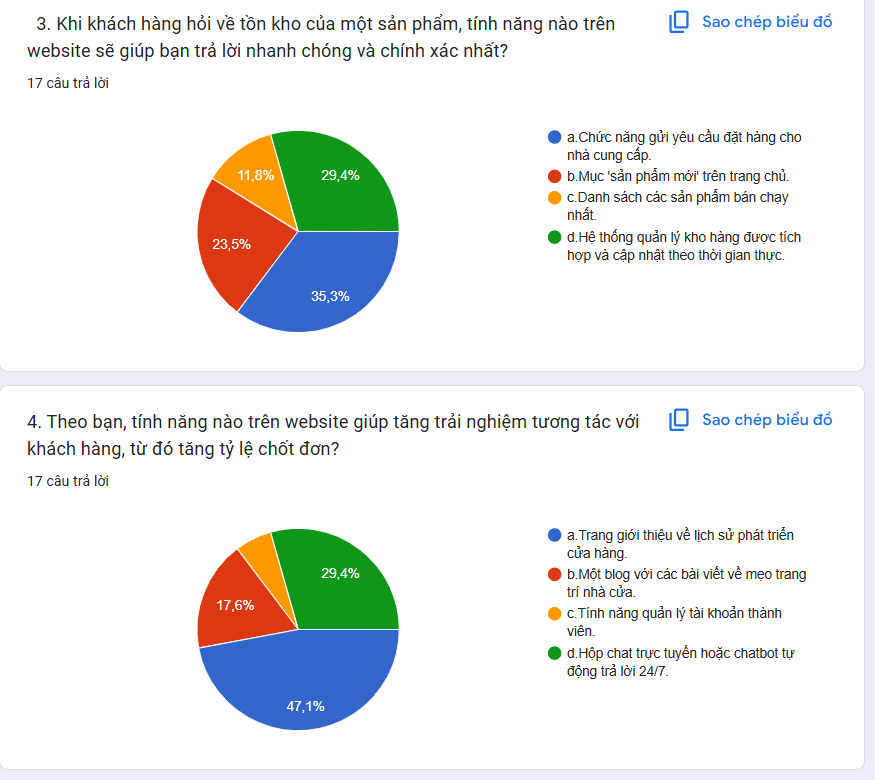 3. Khi khách hàng hỏi về tồn kho của một sản phẩm, tính năng nào trên
website sẽ giúp bạn trả lời nhanh chóng và chính xác nhất?
Sao chép biểu đồ
17 câu trả lời
11,8%
29,4%
23,5%
35,3%
a.Chức năng gửi yêu cầu đặt hàng cho
nhà cung cấp.
b.Mục 'sản phẩm mới' trên trang chủ.
c.Danh sách các sản phẩm bán chạy
nhất.
d.Hệ thống quản lý kho hàng được tích
hợp và cập nhật theo thời gian thực.
4. Theo bạn, tính năng nào trên website giúp tăng trải nghiệm tương tác với
khách hàng, từ đó tăng tỷ lệ chốt đơn?
Sao chép biểu đồ
17 câu trả lời
29,4%
17,6%
47,1%
a.Trang giới thiệu về lịch sử phát triển
cửa hàng.
b.Một blog với các bài viết về mẹo trang
trí nhà cửa.
c.Tính năng quản lý tài khoản thành
viên.
d.Hộp chat trực tuyến hoặc chatbot tự
động trả lời 24/7.